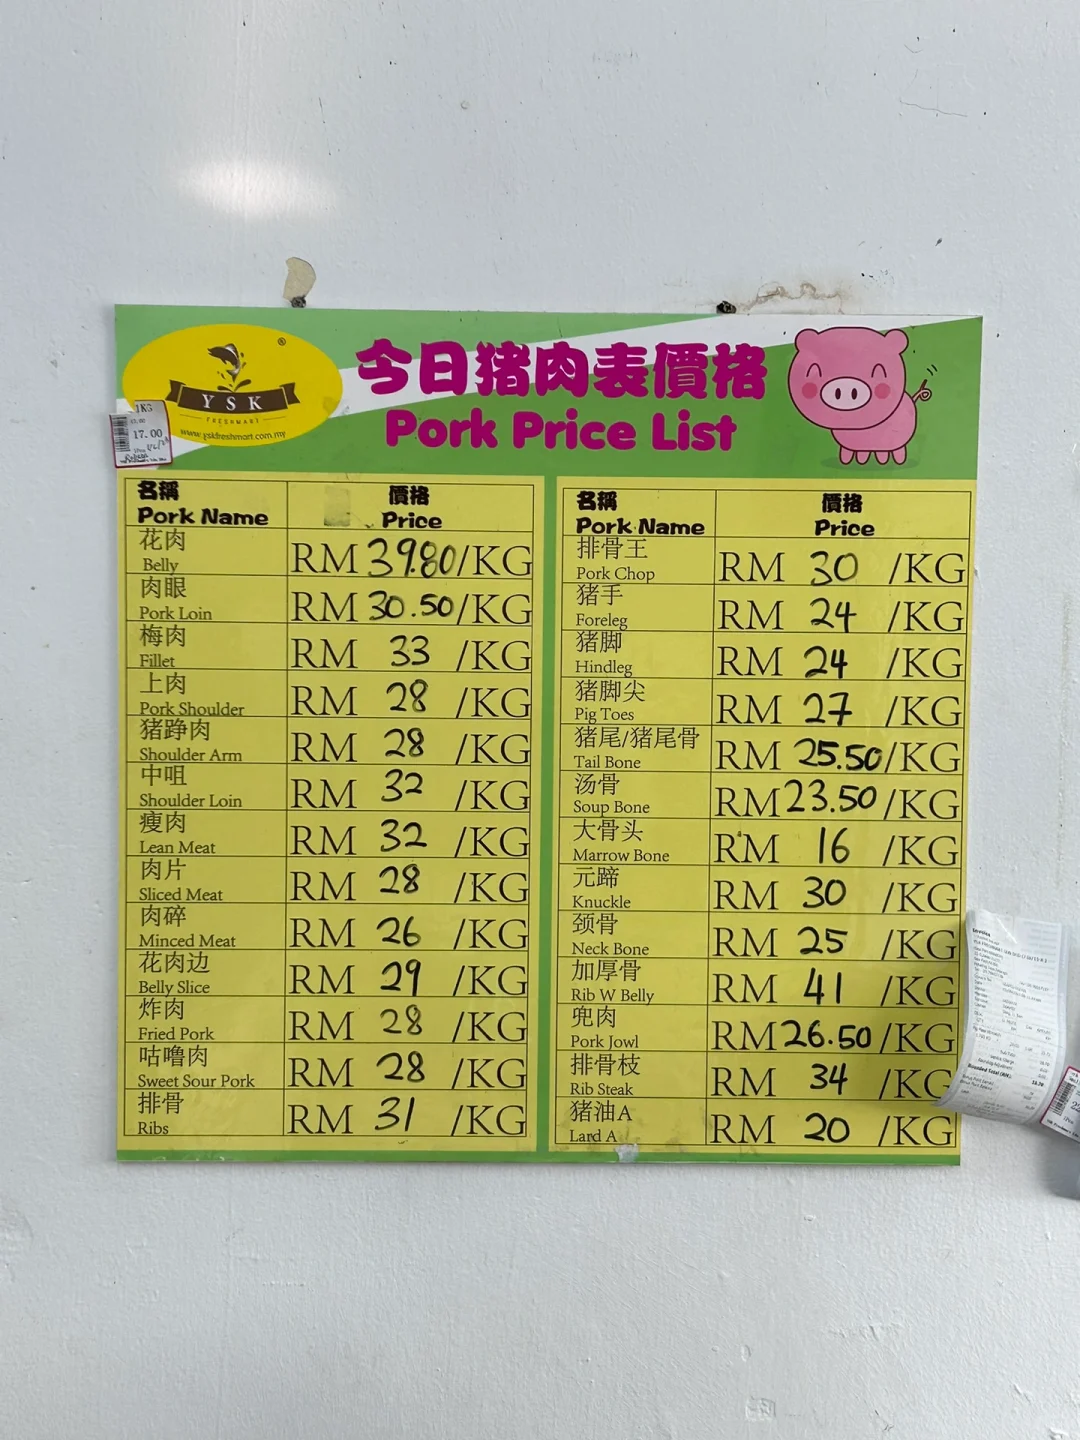 YSK
FRESHMART
®
www.yskfreshmart.com.my
1KG
17.00
今日猪肉表價格
Pork Price List
名稱
Pork Name
價格
Price
花肉
Belly
RM 39.80/KG
肉眼
Pork Loin
RM 30.50/KG
梅肉
Fillet
RM 33 /KG
上肉
Pork Shoulder
RM 28 /KG
猪踭肉
Shoulder Arm
RM 28 /KG
中咀
Shoulder Loin
RM 32 /KG
瘦肉
Lean Meat
RM 32 /KG
肉片
Sliced Meat
RM 28 /KG
肉碎
Minced Meat
RM 26 /KG
花肉边
Belly Slice
RM 29 /KG
炸肉
Fried Pork
RM 28 /KG
咕噜肉
Sweet Sour Pork
RM 28 /KG
排骨
Ribs
RM 31 /KG
名稱
Pork Name
價格
Price
排骨王
Pork Chop
RM 30 /KG
猪手
Foreleg
RM 24 /KG
猪脚
Hindleg
RM 24 /KG
猪脚尖
Pig Toes
RM 27 /KG
猪尾/猪尾骨
Tail Bone
RM 25.50/KG
汤骨
Soup Bone
RM 23.50 /KG
大骨头
Marrow Bone
RM 16 /KG
元蹄
Knuckle
RM 30 /KG
颈骨
Neck Bone
RM 25 /KG
加厚骨
Rib W Belly
RM 41 /KG
兜肉
Pork Jowl
RM 26.50 /KG
排骨枝
Rib Steak
RM 34 /KG
猪油A
Lard A
RM 20 /KG